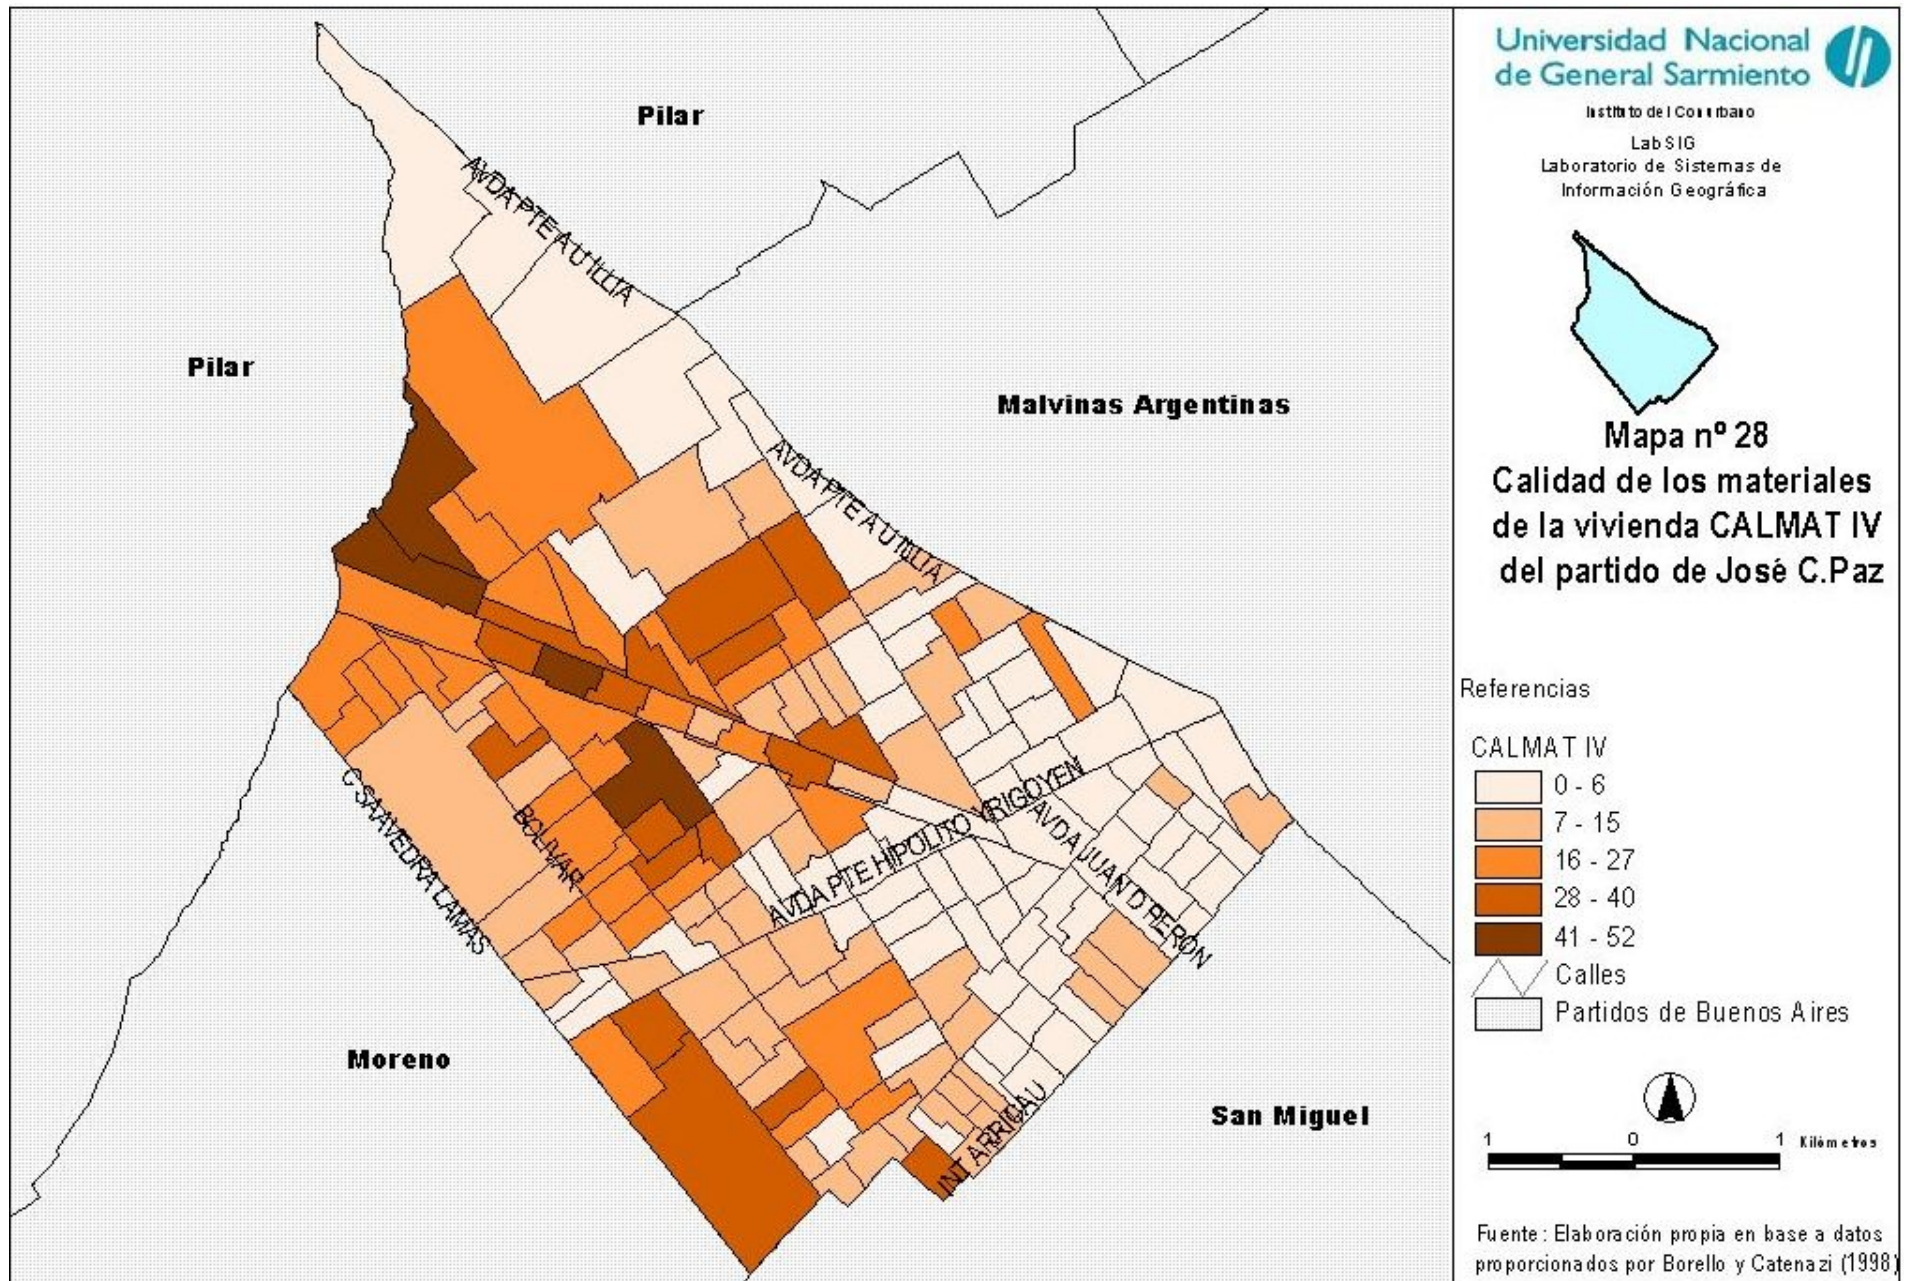 Universidad Nacional
de General Sarmiento
Instituto del Conurbano
LabSIG
Laboratorio de Sistemas de
Información Geográfica
Mapa nº 28
Calidad de los materiales
de la vivienda CALMAT IV
del partido de José C.Paz
Referencias
CALMAT IV
0 - 6
7 - 15
16 - 27
28 - 40
41 - 52
Calles
Partidos de Buenos Aires
1 0 1 Kilómetros
Fuente: Elaboración propia en base a datos
proporcionados por Borello y Catenazi (1998)
Pilar
Pilar
Malvinas Argentinas
Moreno
San Miguel
AVDA PTE A U ILLIA
AVDA PTE A U ILLIA
C SAAVEDRA LAMAS
BOLIVAR
AVDA PTE HIPOLITO YRIGOYEN
AVDA JUAN D PERON
INT ARRICAU